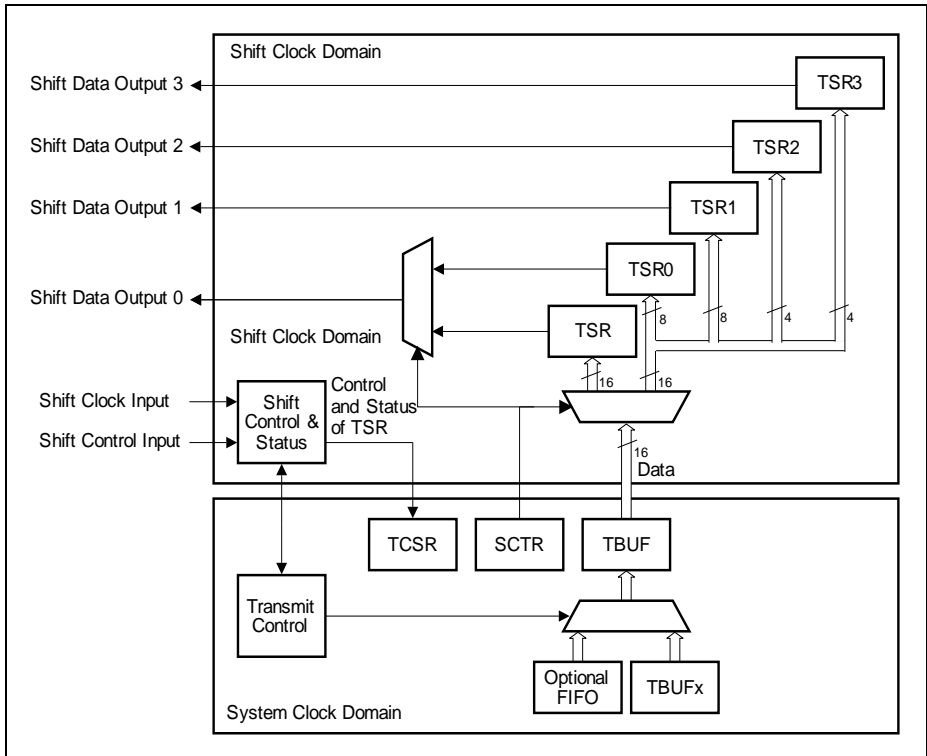 Shift Clock Domain
Shift Data Output 3
TSR3
Shift Data Output 2
TSR2
Shift Data Output 1
TSR1
TSR0
Shift Data Output 0
8
8
4
4
Shift Clock Domain
TSR
16
16
Shift Clock Input
Shift Control Input
Shift
Control &
Status
Control
and Status
of TSR
16
Data
TCSR
SCTR
TBUF
Transmit
Control
Optional
FIFO
TBUFx
System Clock Domain